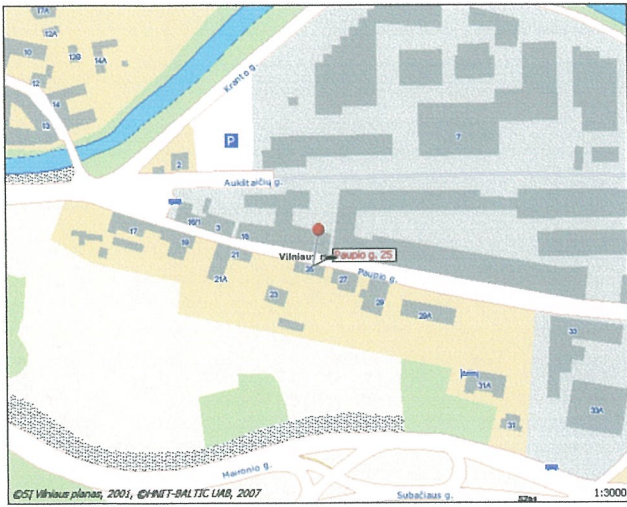 17A
12A
10
12B
14A
12
14
13
Kranto g.
7
P
2
Aukštaičių g.
16/1
3
18
17
19
21
Vilniaus
Paupio g. 25
Paupio g.
21A
25
27
23
29
29A
33
31A
33A
31
Maironio g.
Subačiaus g.
©SĮ Vilniaus planas, 2001, ©HNIT-BALTIC UAB, 2007
1:3000